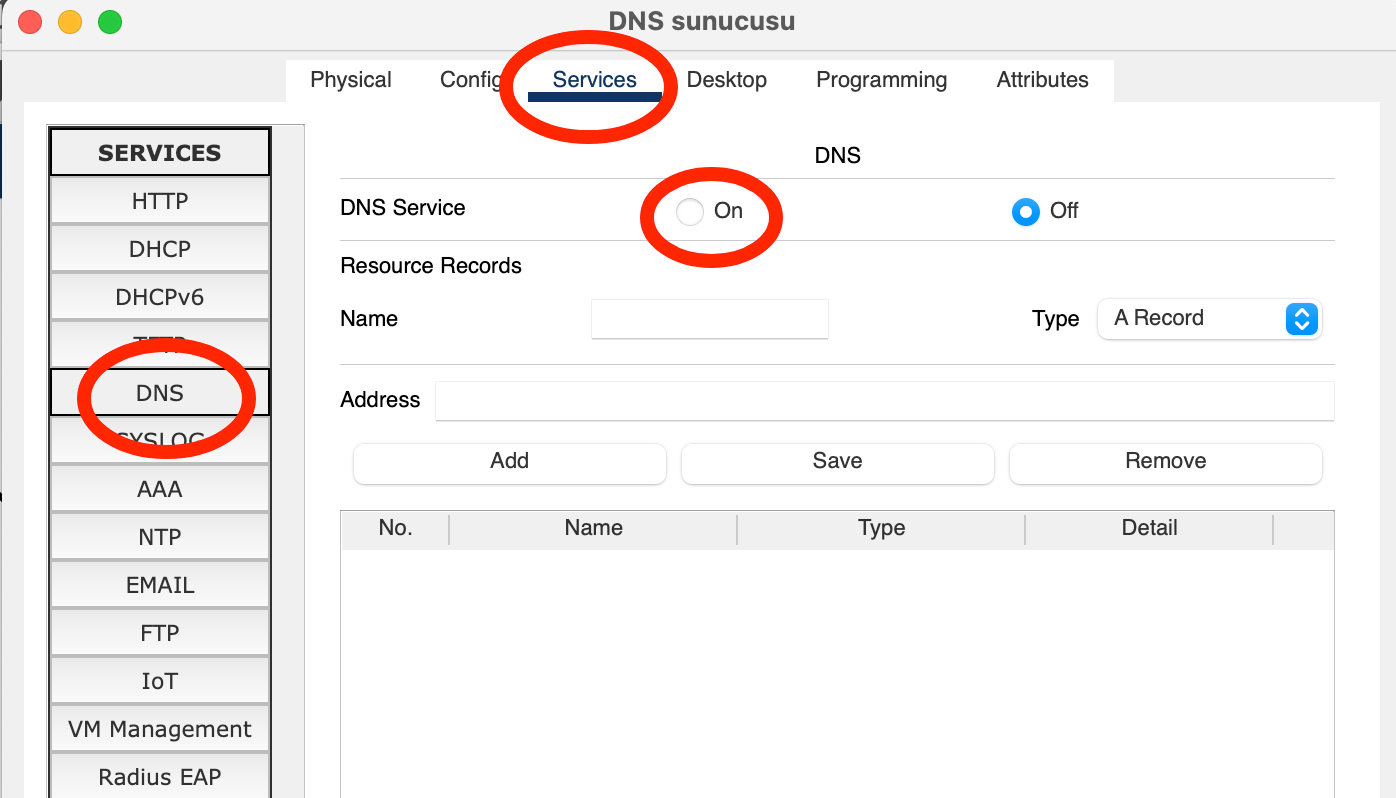 DNS sunucusu
Physical Config Services Desktop Programming Attributes
SERVICES
HTTP
DHCP
DHCPv6
TFTP
DNS
SYSLOG
AAA
NTP
EMAIL
FTP
IoT
VM Management
Radius EAP
DNS
DNS Service On Off
Resource Records
Name Type A Record
Address
Add Save Remove
No. Name Type Detail